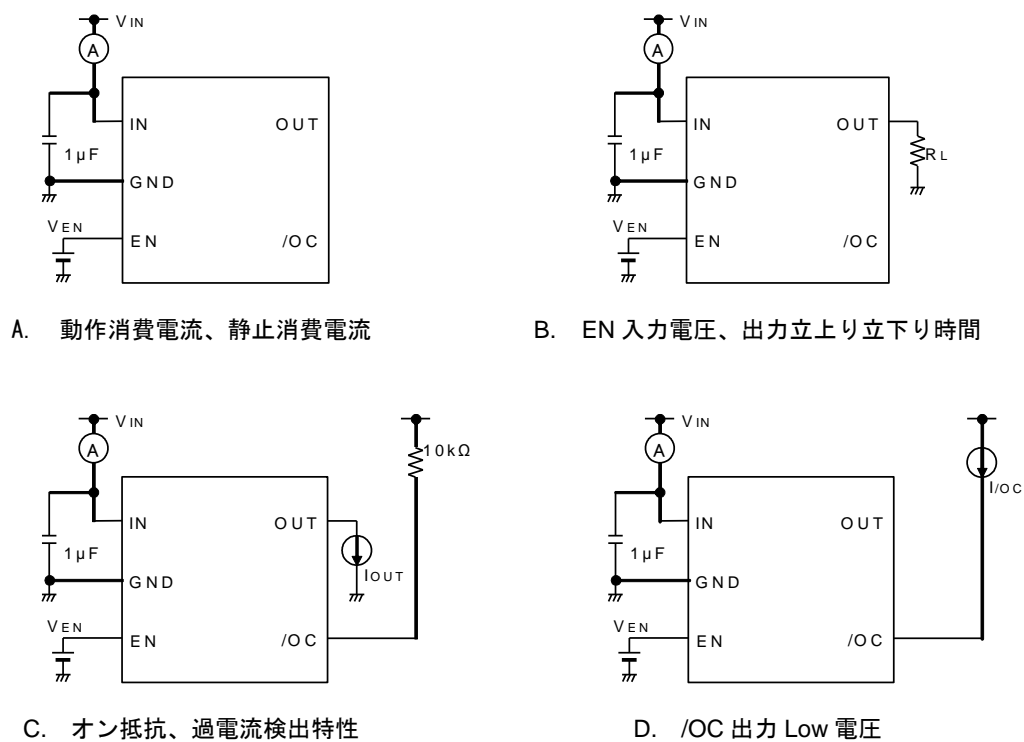 VIN
A
IN
OUT
1μF
GND
VEN
EN
/OC
A. 動作消費電流、静止消費電流
VIN
A
IN
OUT
1μF
RL
GND
VEN
EN
/OC
B. EN 入力電圧、出力立上り立下り時間
VIN
A
10kΩ
IN
OUT
1μF
IOUT
GND
VEN
EN
/OC
C. オン抵抗、過電流検出特性
VIN
A
I/OC
IN
OUT
1μF
GND
VEN
EN
/OC
D. /OC 出力 Low 電圧